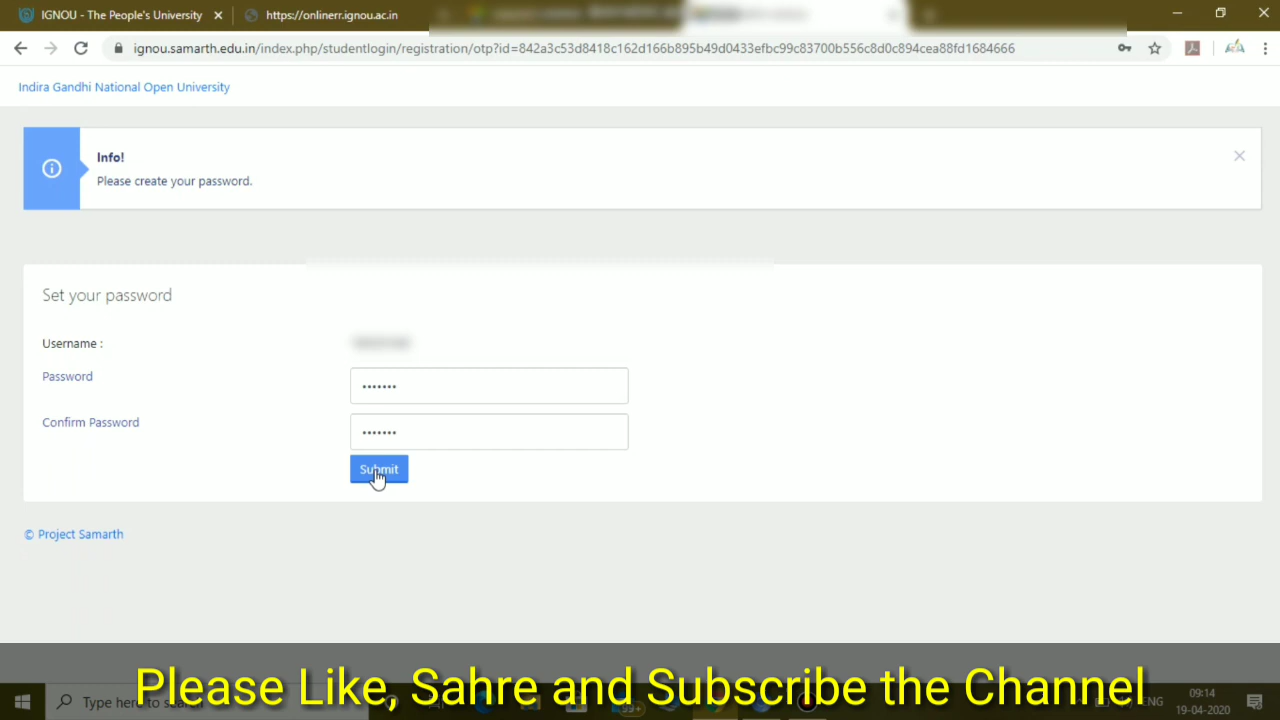 IGNOU - The People's University
https://onlinerr.ignou.ac.in
ignou.samarth.edu.in/index.php/studentlogin/registration/otp?id=842a3c53d8418c162d166b895b49d0433efbc99c83700b556c8d0c894cea88fd1684666
Indira Gandhi National Open University
Info!
Please create your password.
Set your password
Username :
Password
Confirm Password
Submit
© Project Samarth
Please Like, Sahre and Subscribe the Channel
Type here to search
99+
ENG
09:14
19-04-2020